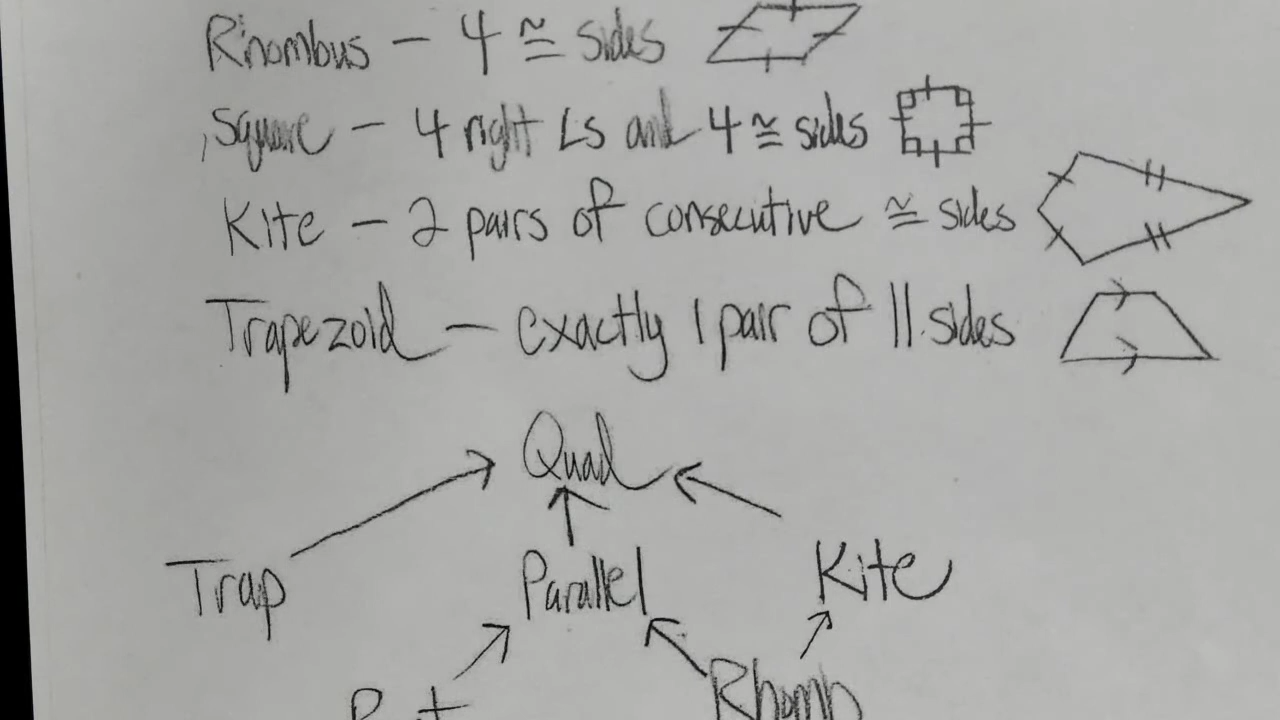 Rhombus - 4 ≅ sides
Square - 4 right ∠s and 4 ≅ sides
Kite - 2 pairs of consecutive ≅ sides
Trapezoid - exactly 1 pair of || sides
Quad
Trap Parallel Kite
Rect Rhomb